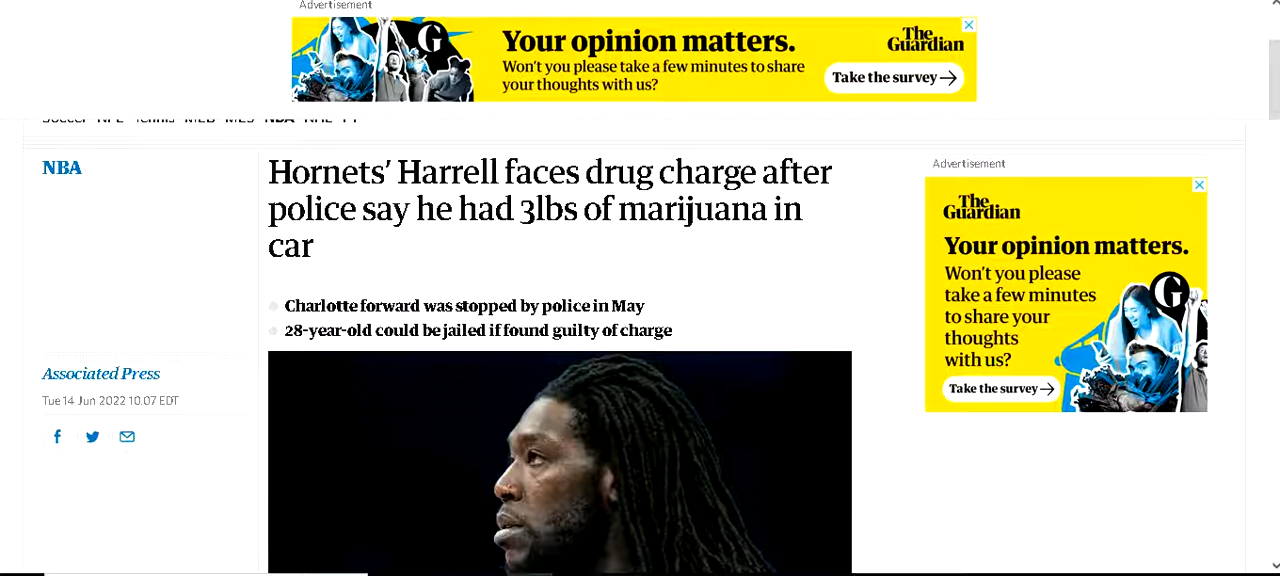 Advertisement
Your opinion matters.
Won't you please take a few minutes to share
your thoughts with us?
The
Guardian
Take the survey
G
NBA
NBA
Hornets' Harrell faces drug charge after
police say he had 3lbs of marijuana in
car
Charlotte forward was stopped by police in May
28-year-old could be jailed if found guilty of charge
Associated Press
Tue 14 Jun 2022 10.07 EDT
Advertisement
The
Guardian
Your opinion matters.
Won't you please
take a few minutes
to share your
thoughts
with us?
G
Take the survey